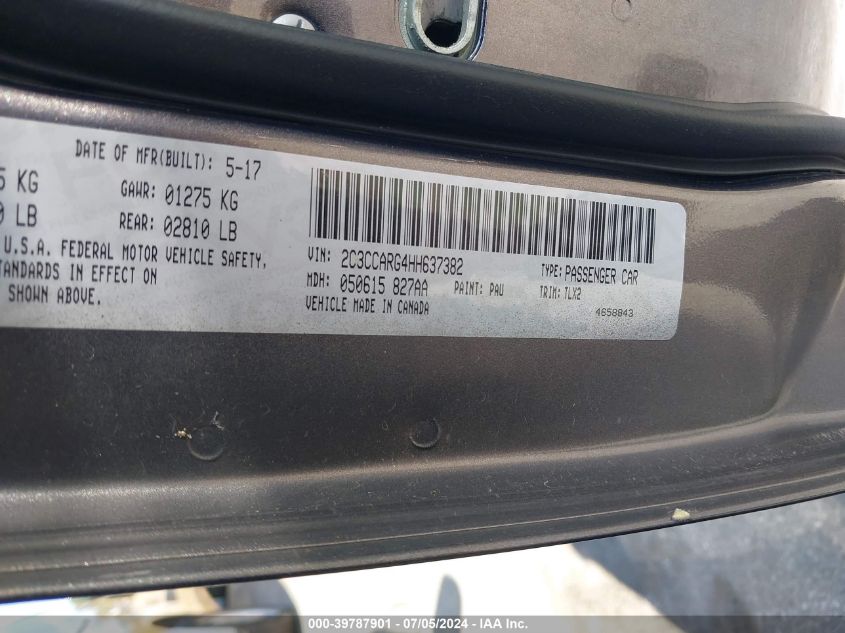 DATE OF MFR(BUILT): 5-17
5 KG GAWR: 01275 KG
0 LB REAR: 02810 LB
U.S.A. FEDERAL MOTOR VEHICLE SAFETY,
STANDARDS IN EFFECT ON
SHOWN ABOVE.
VIN: 2C3CCARG4HH637382 TYPE: PASSENGER CAR
MDH: 050615 827AA PAINT: PAU TRIM: TLX2
VEHICLE MADE IN CANADA
4658843
000-39787901 - 07/05/2024 - IAA Inc.